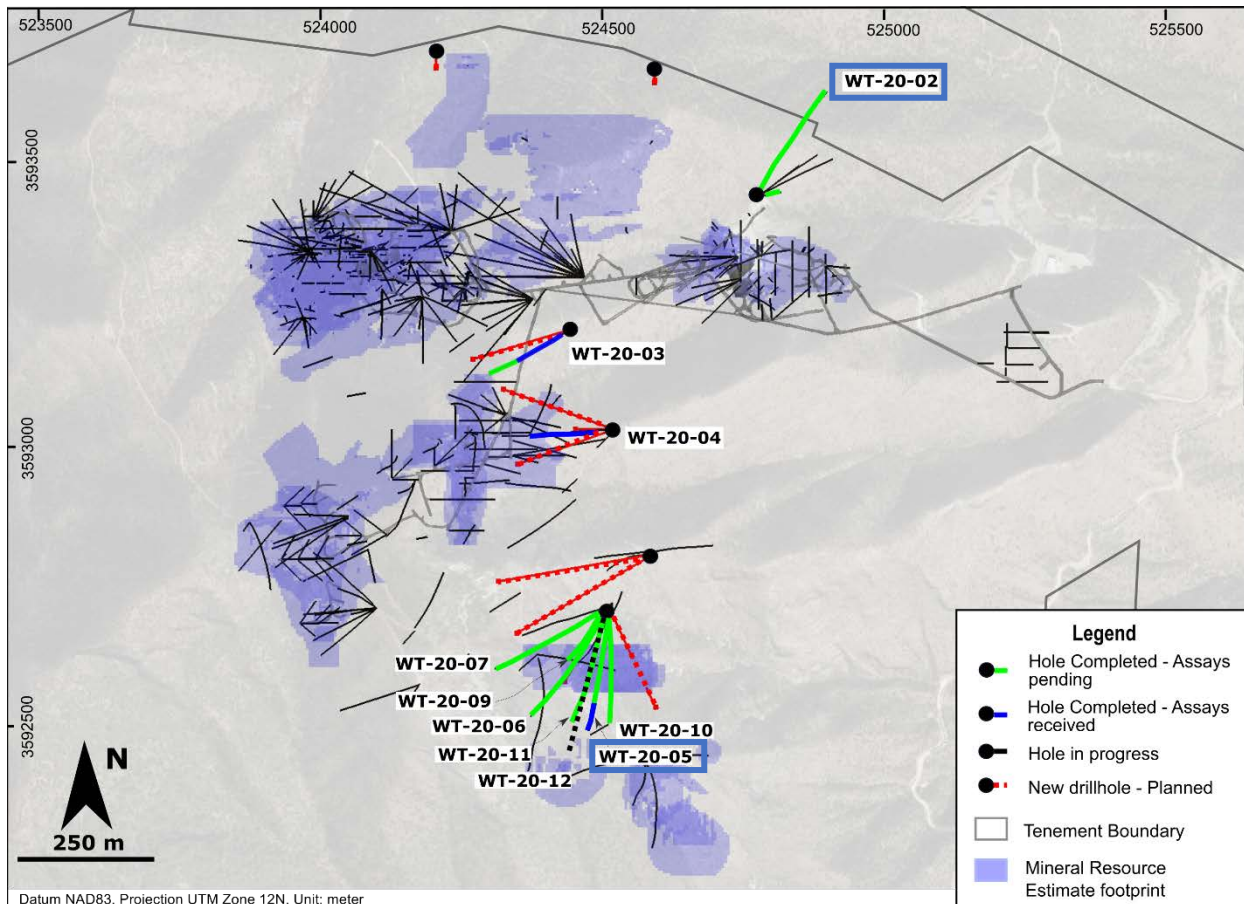 523500 524000 524500 525000 525500
WT-20-02
3593500
WT-20-03
WT-20-04
3593000
WT-20-07
WT-20-09
WT-20-06
WT-20-11
WT-20-10
WT-20-05
WT-20-12
3592500
N
250 m
Legend
Hole Completed - Assays
pending
Hole Completed - Assays
received
Hole in progress
New drillhole - Planned
Tenement Boundary
Mineral Resource
Estimate footprint
Datum NAD83, Projection UTM Zone 12N, Unit: meter